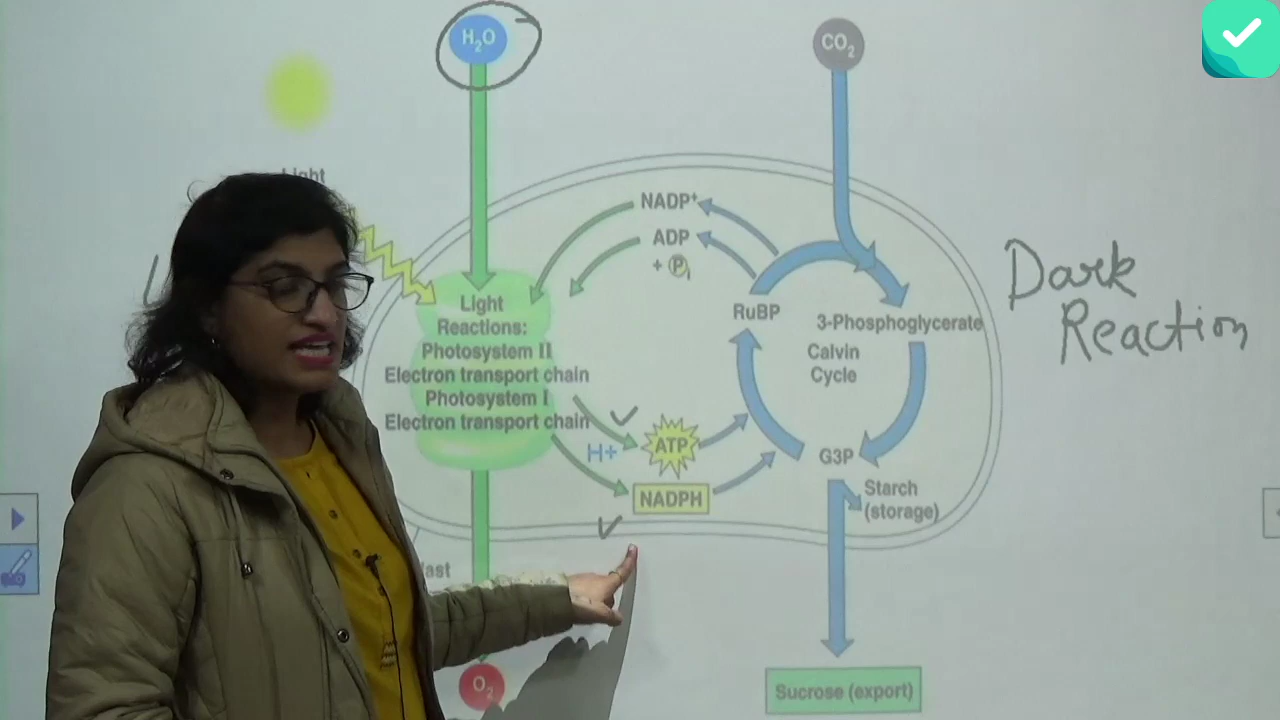 H₂O
CO₂
Light
NADP⁺
ADP
+ Pi
Light
Reactions:
Photosystem II
Electron transport chain
Photosystem I
Electron transport chain
RuBP
3-Phosphoglycerate
Calvin
Cycle
Dark
Reaction
H+
ATP
NADPH
G3P
Starch
(storage)
O₂
Sucrose (export)